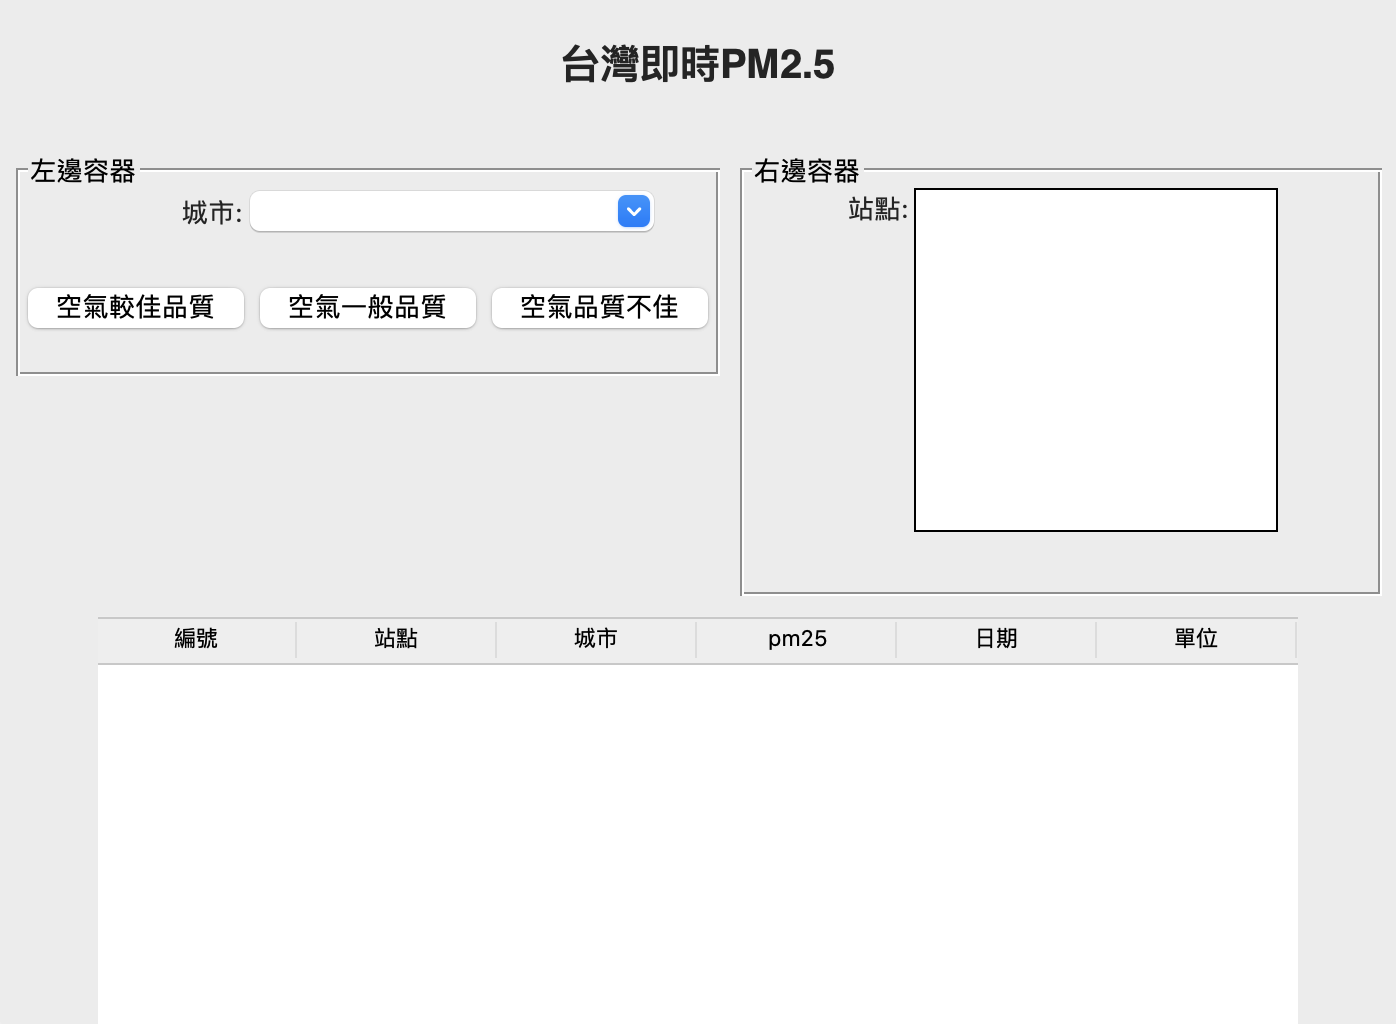 台灣即時PM2.5
左邊容器
城市:
空氣較佳品質 空氣一般品質 空氣品質不佳
右邊容器
站點:
編號 站點 城市 pm25 日期 單位